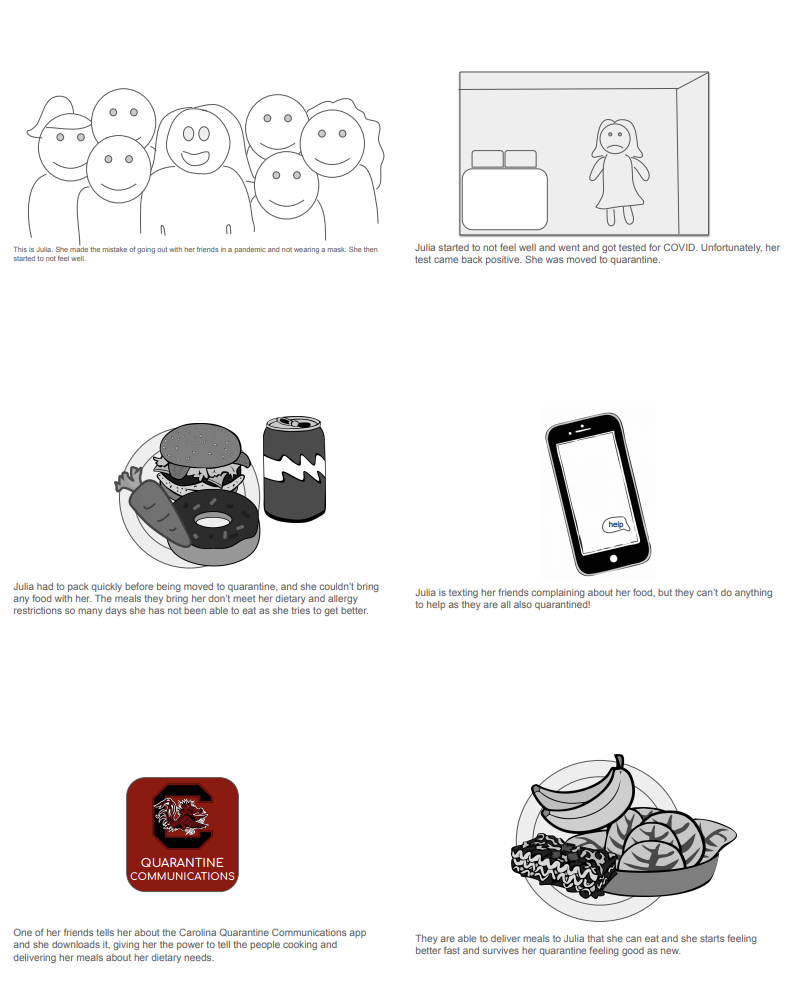 This is Julia. She made the mistake of going out with her friends in a pandemic and not wearing a mask. She then
started to not feel well.
Julia started to not feel well and went and got tested for COVID. Unfortunately, her
test came back positive. She was moved to quarantine.
Julia had to pack quickly before being moved to quarantine, and she couldn't bring
any food with her. The meals they bring her don't meet her dietary and allergy
restrictions so many days she has not been able to eat as she tries to get better.
help
Julia is texting her friends complaining about her food, but they can't do anything
to help as they are all also quarantined!
C
QUARANTINE
COMMUNICATIONS
One of her friends tells her about the Carolina Quarantine Communications app
and she downloads it, giving her the power to tell the people cooking and
delivering her meals about her dietary needs.
They are able to deliver meals to Julia that she can eat and she starts feeling
better fast and survives her quarantine feeling good as new.